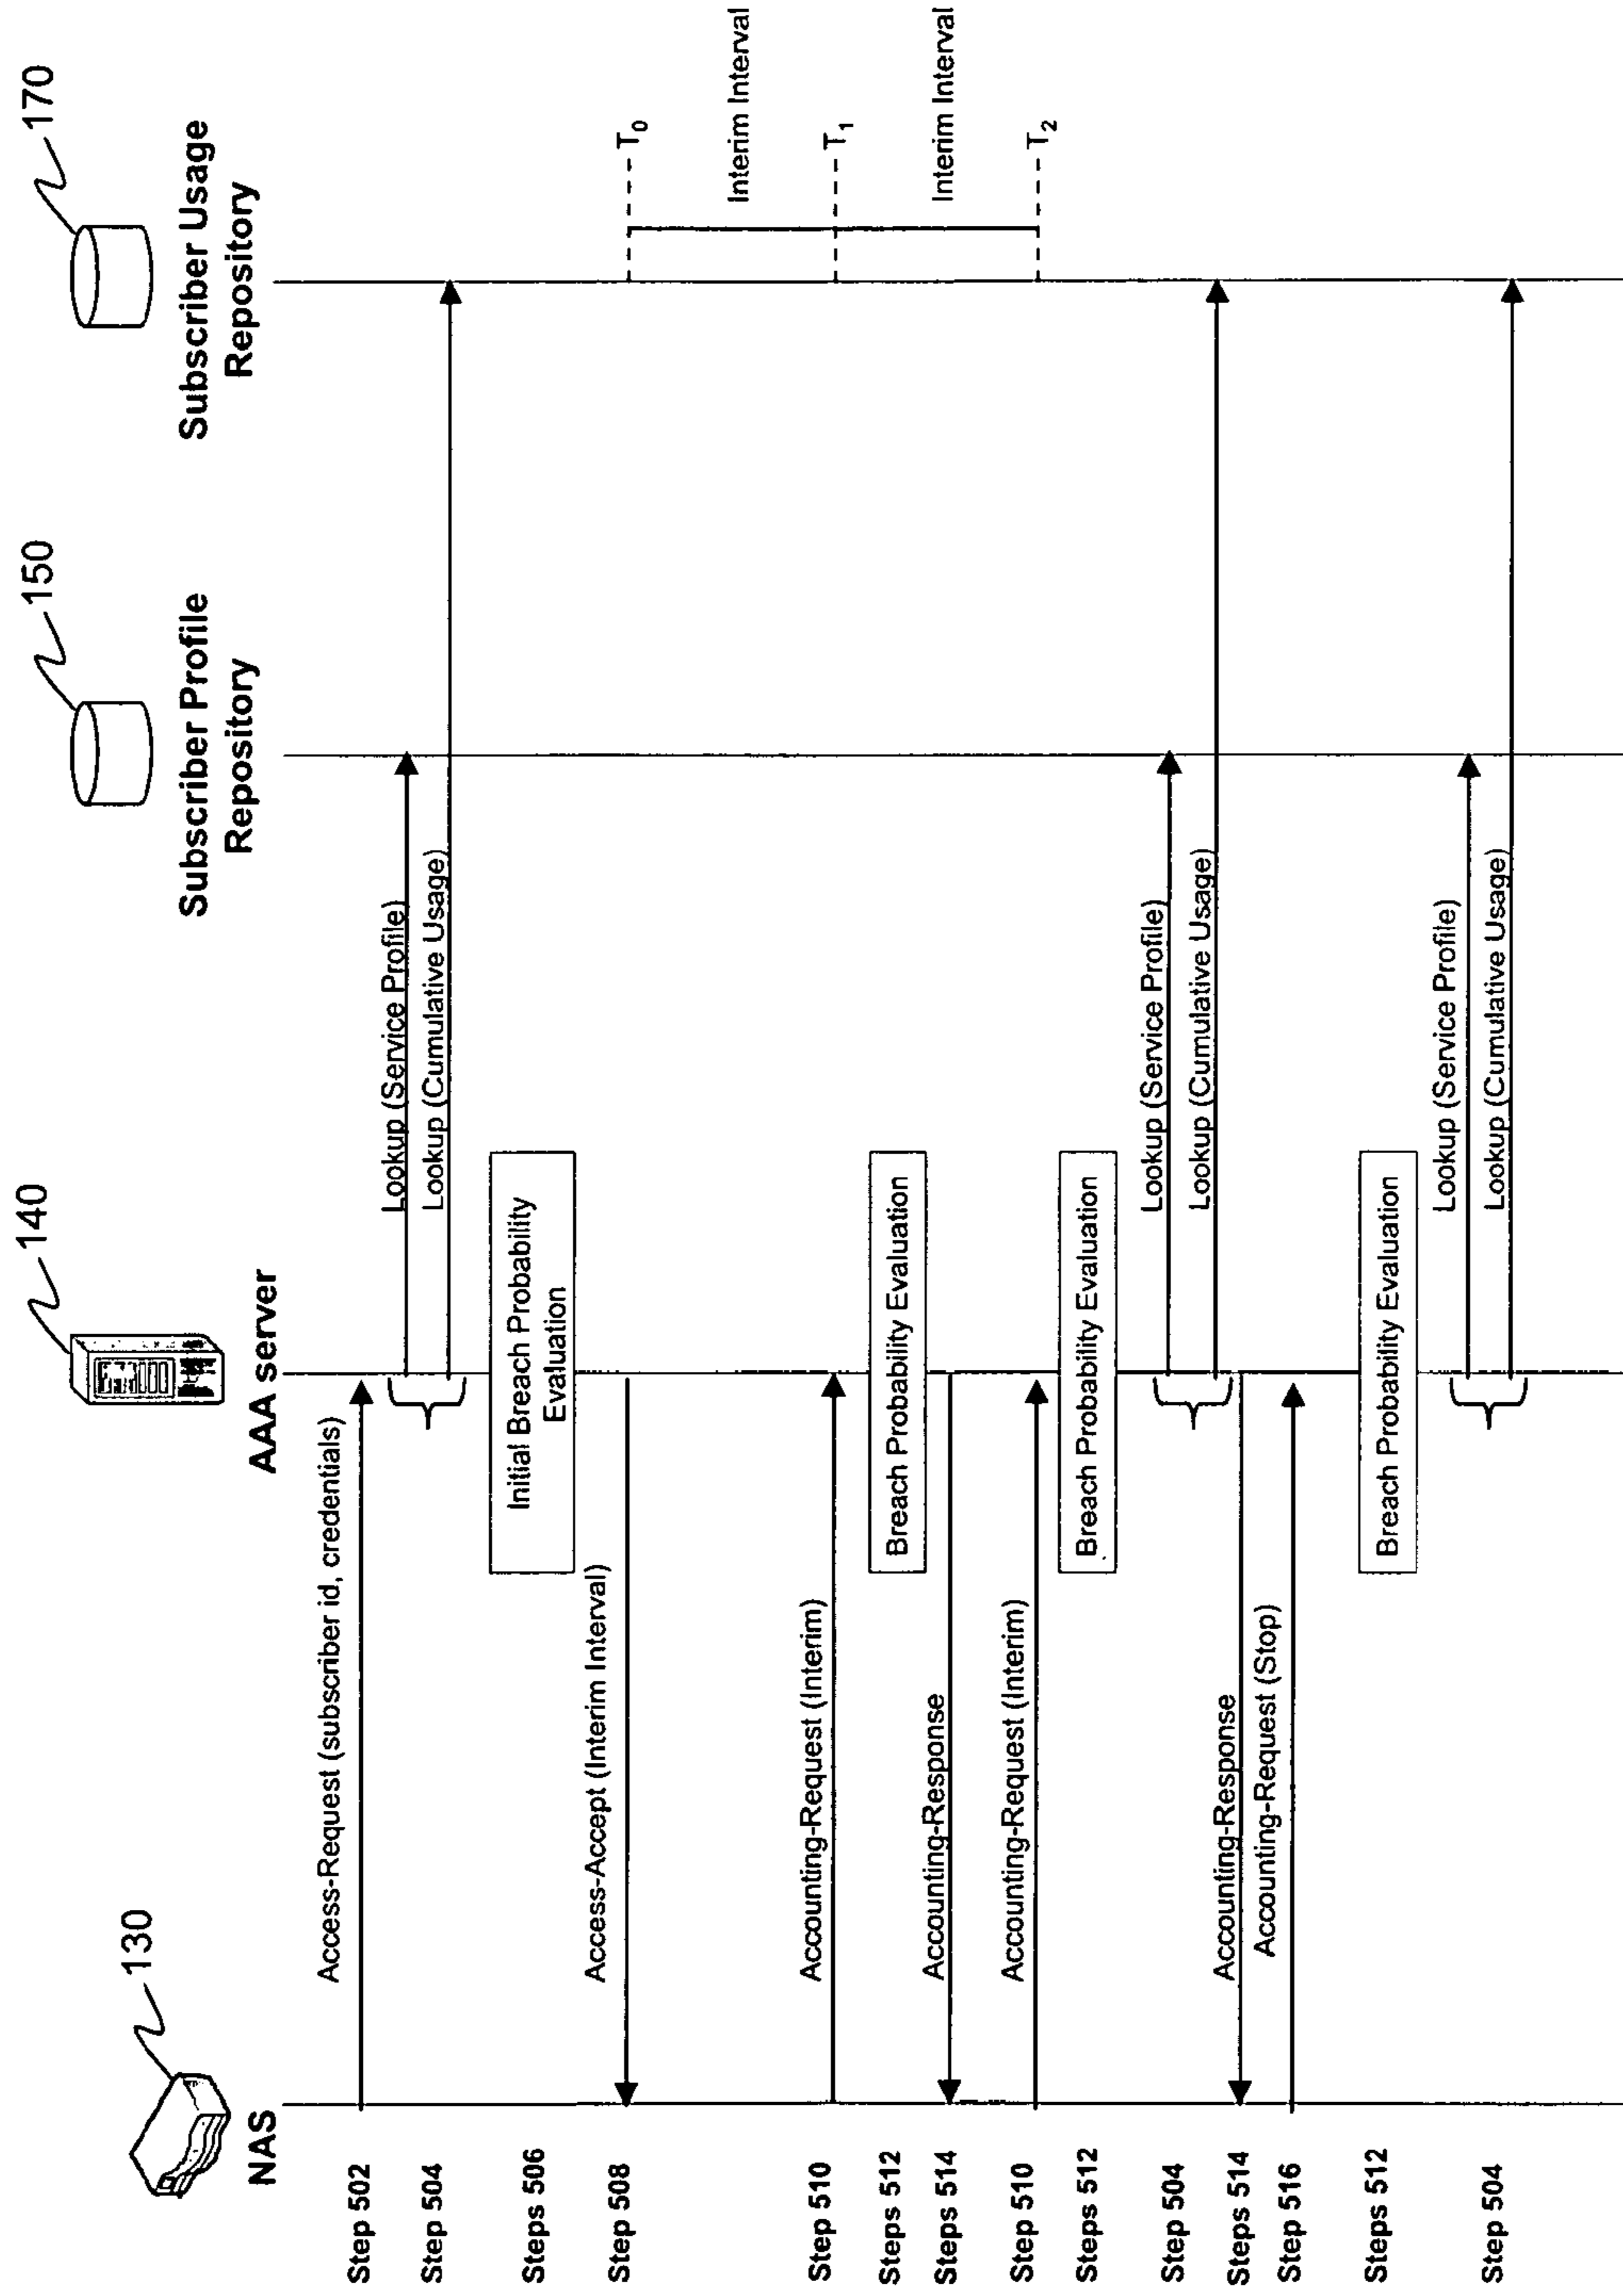 130
140
150
170
NAS
AAA server
Subscriber Profile
Repository
Subscriber Usage
Repository
Step 502
Access-Request (subscriber id, credentials)
Step 504
Lookup (Service Profile)
Lookup (Cumulative Usage)
Steps 506
Initial Breach Probability
Evaluation
Step 508
Access-Accept (Interim Interval)
T0
Interim Interval
Step 510
Accounting-Request (Interim)
T1
Steps 512
Breach Probability Evaluation
Interim Interval
Steps 514
Accounting-Response
Step 510
Accounting-Request (Interim)
T2
Steps 512
Breach Probability Evaluation
Step 504
Lookup (Service Profile)
Lookup (Cumulative Usage)
Steps 514
Accounting-Response
Step 516
Accounting-Request (Stop)
Steps 512
Breach Probability Evaluation
Step 504
Lookup (Service Profile)
Lookup (Cumulative Usage)